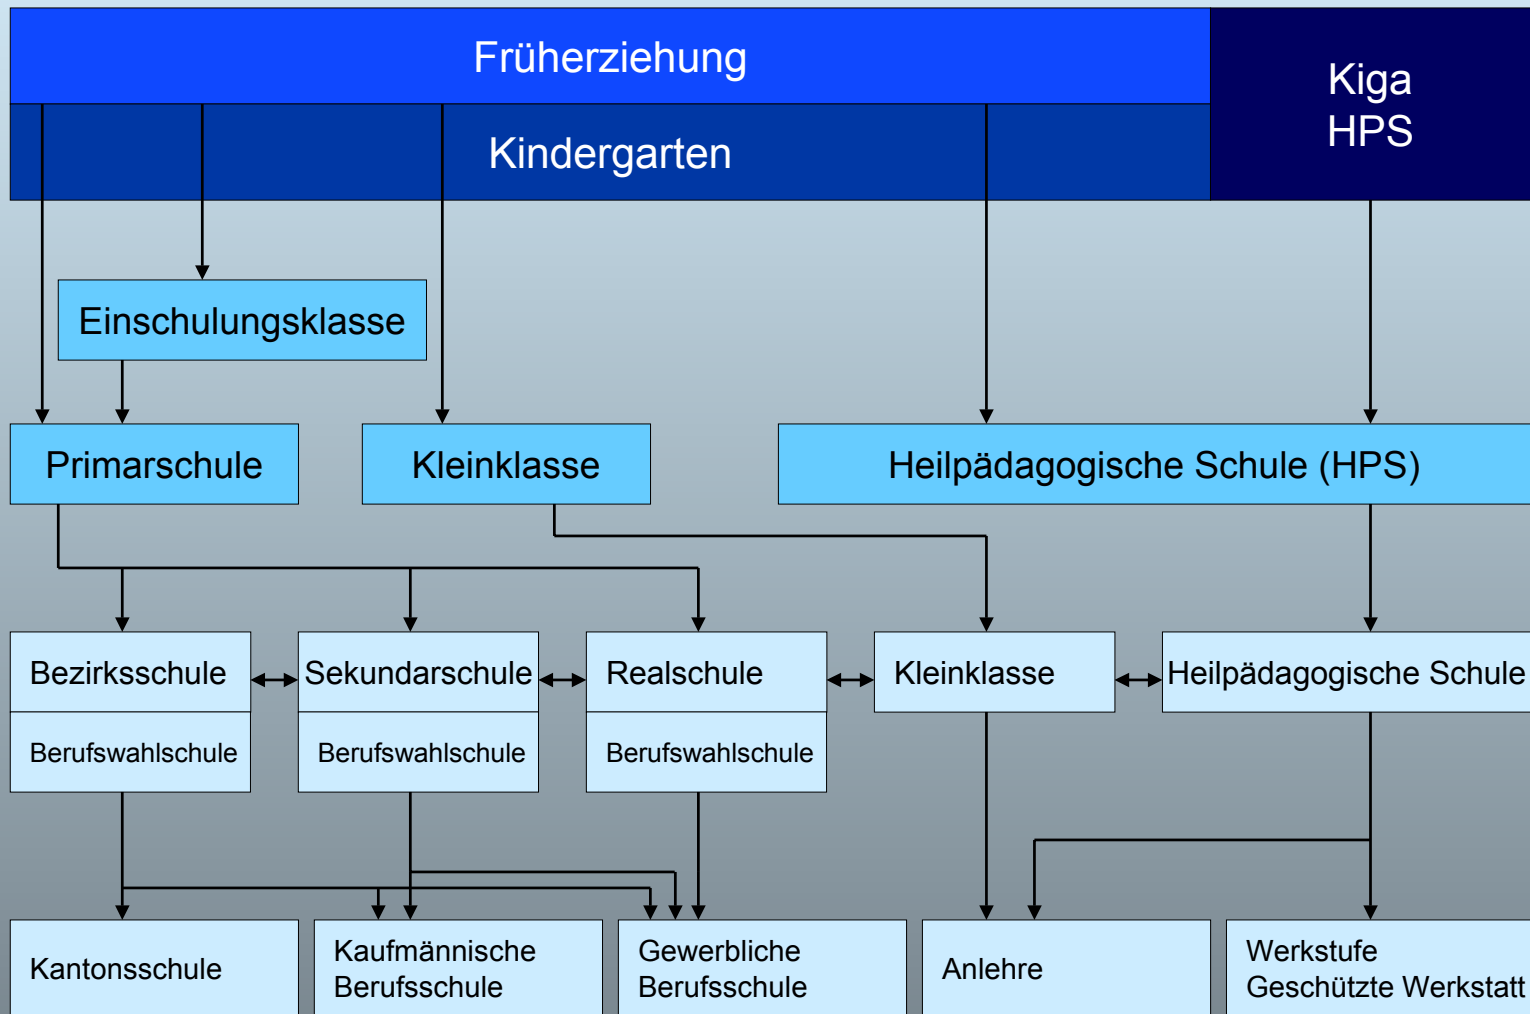 Früherziehung
Kiga
HPS
Kindergarten
Einschulungsklasse
Primarschule
Kleinklasse
Heilpädagogische Schule (HPS)
Bezirksschule
Sekundarschule
Realschule
Kleinklasse
Heilpädagogische Schule
Berufswahlschule
Berufswahlschule
Berufswahlschule
Kantonsschule
Kaufmännische
Berufsschule
Gewerbliche
Berufsschule
Anlehre
Werkstufe
Geschützte Werkstatt